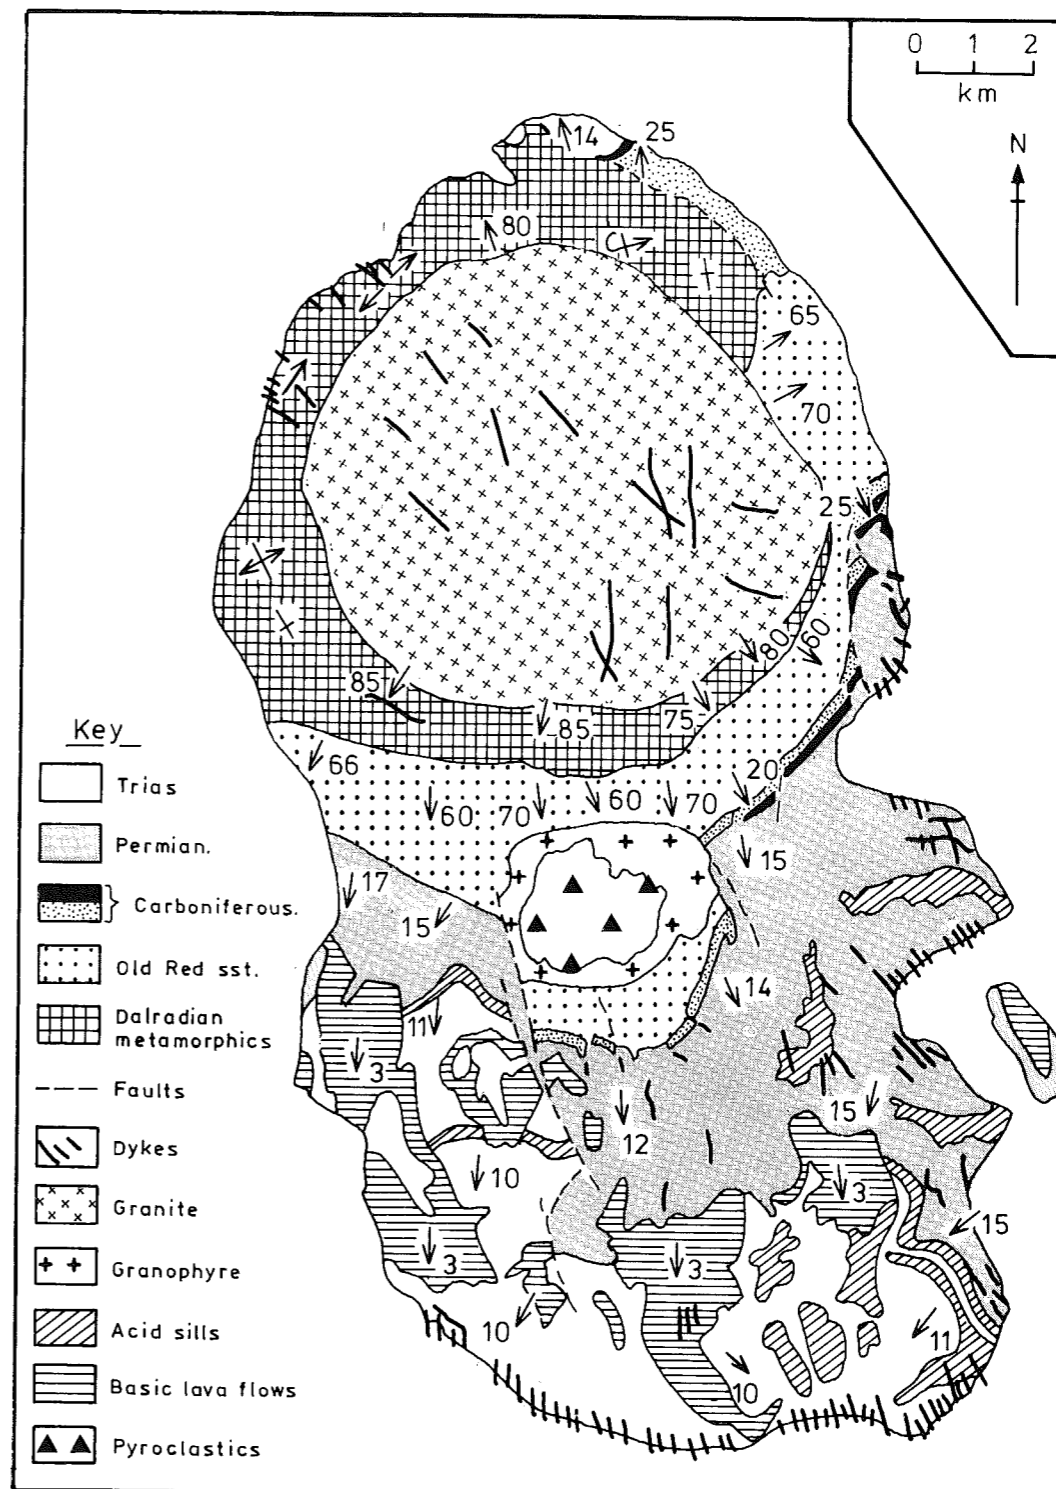 0 1 2
km
N
14
25
80
65
70
25
80
60
85
85
75
66
60
70
60
70
20
15
17
15
14
11
3
15
12
10
3
15
3
3
10
11
10
Key
Trias
Permian.
Carboniferous.
Old Red sst.
Dalradian
metamorphics
Faults
Dykes
Granite
Granophyre
Acid sills
Basic lava flows
Pyroclastics